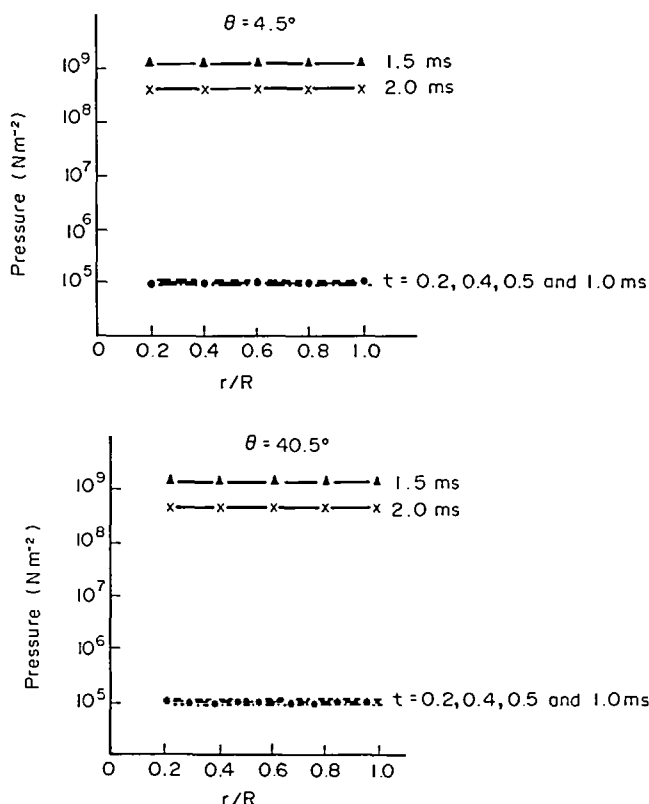 θ = 4.5°
10⁹
1.5 ms
2.0 ms
10⁸
10⁷
10⁶
10⁵
t = 0.2, 0.4, 0.5 and 1.0 ms
Pressure (Nm⁻²)
0 0.2 0.4 0.6 0.8 1.0
r/R
θ = 40.5°
10⁹
1.5 ms
2.0 ms
10⁸
10⁷
10⁶
10⁵
t = 0.2, 0.4, 0.5 and 1.0 ms
Pressure (Nm⁻²)
0 0.2 0.4 0.6 0.8 1.0
r/R